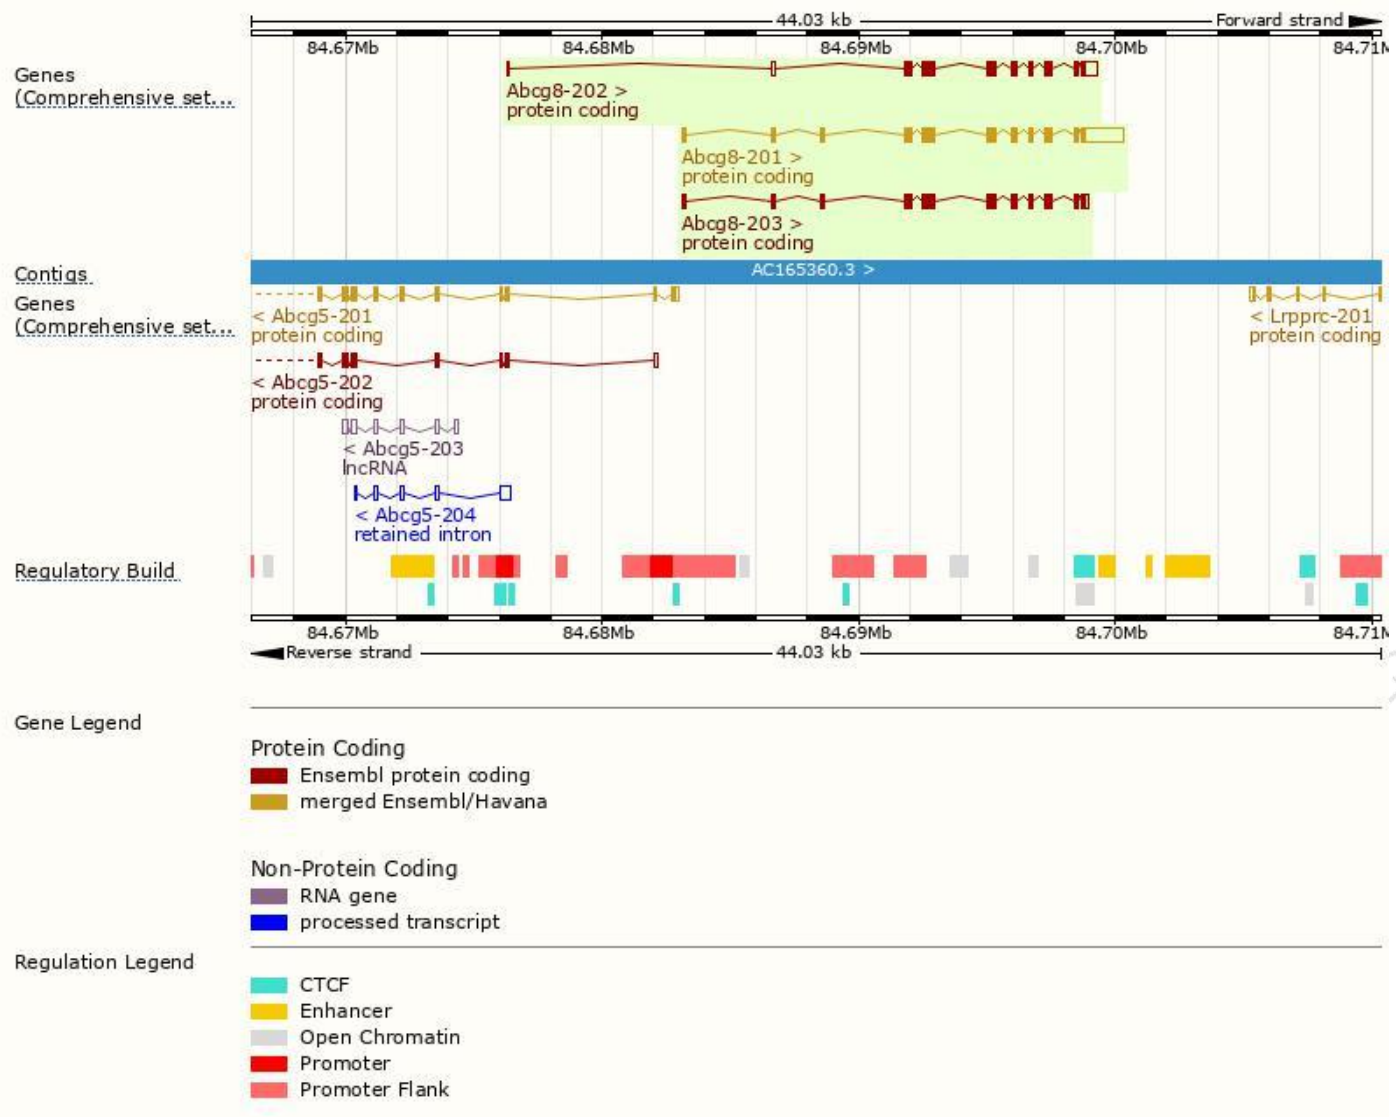 44.03 kb
Forward strand
84.67Mb 84.68Mb 84.69Mb 84.70Mb 84.71M
Genes
(Comprehensive set...
Abcg8-202 >
protein coding
Abcg8-201 >
protein coding
Abcg8-203 >
protein coding
Contigs
AC165360.3 >
Genes
(Comprehensive set...
< Abcg5-201
protein coding
< Lrpprc-201
protein coding
< Abcg5-202
protein coding
< Abcg5-203
lncRNA
< Abcg5-204
retained intron
Regulatory Build
84.67Mb 84.68Mb 84.69Mb 84.70Mb 84.71M
Reverse strand
44.03 kb
Gene Legend
Protein Coding
Ensembl protein coding
merged Ensembl/Havana
Non-Protein Coding
RNA gene
processed transcript
Regulation Legend
CTCF
Enhancer
Open Chromatin
Promoter
Promoter Flank